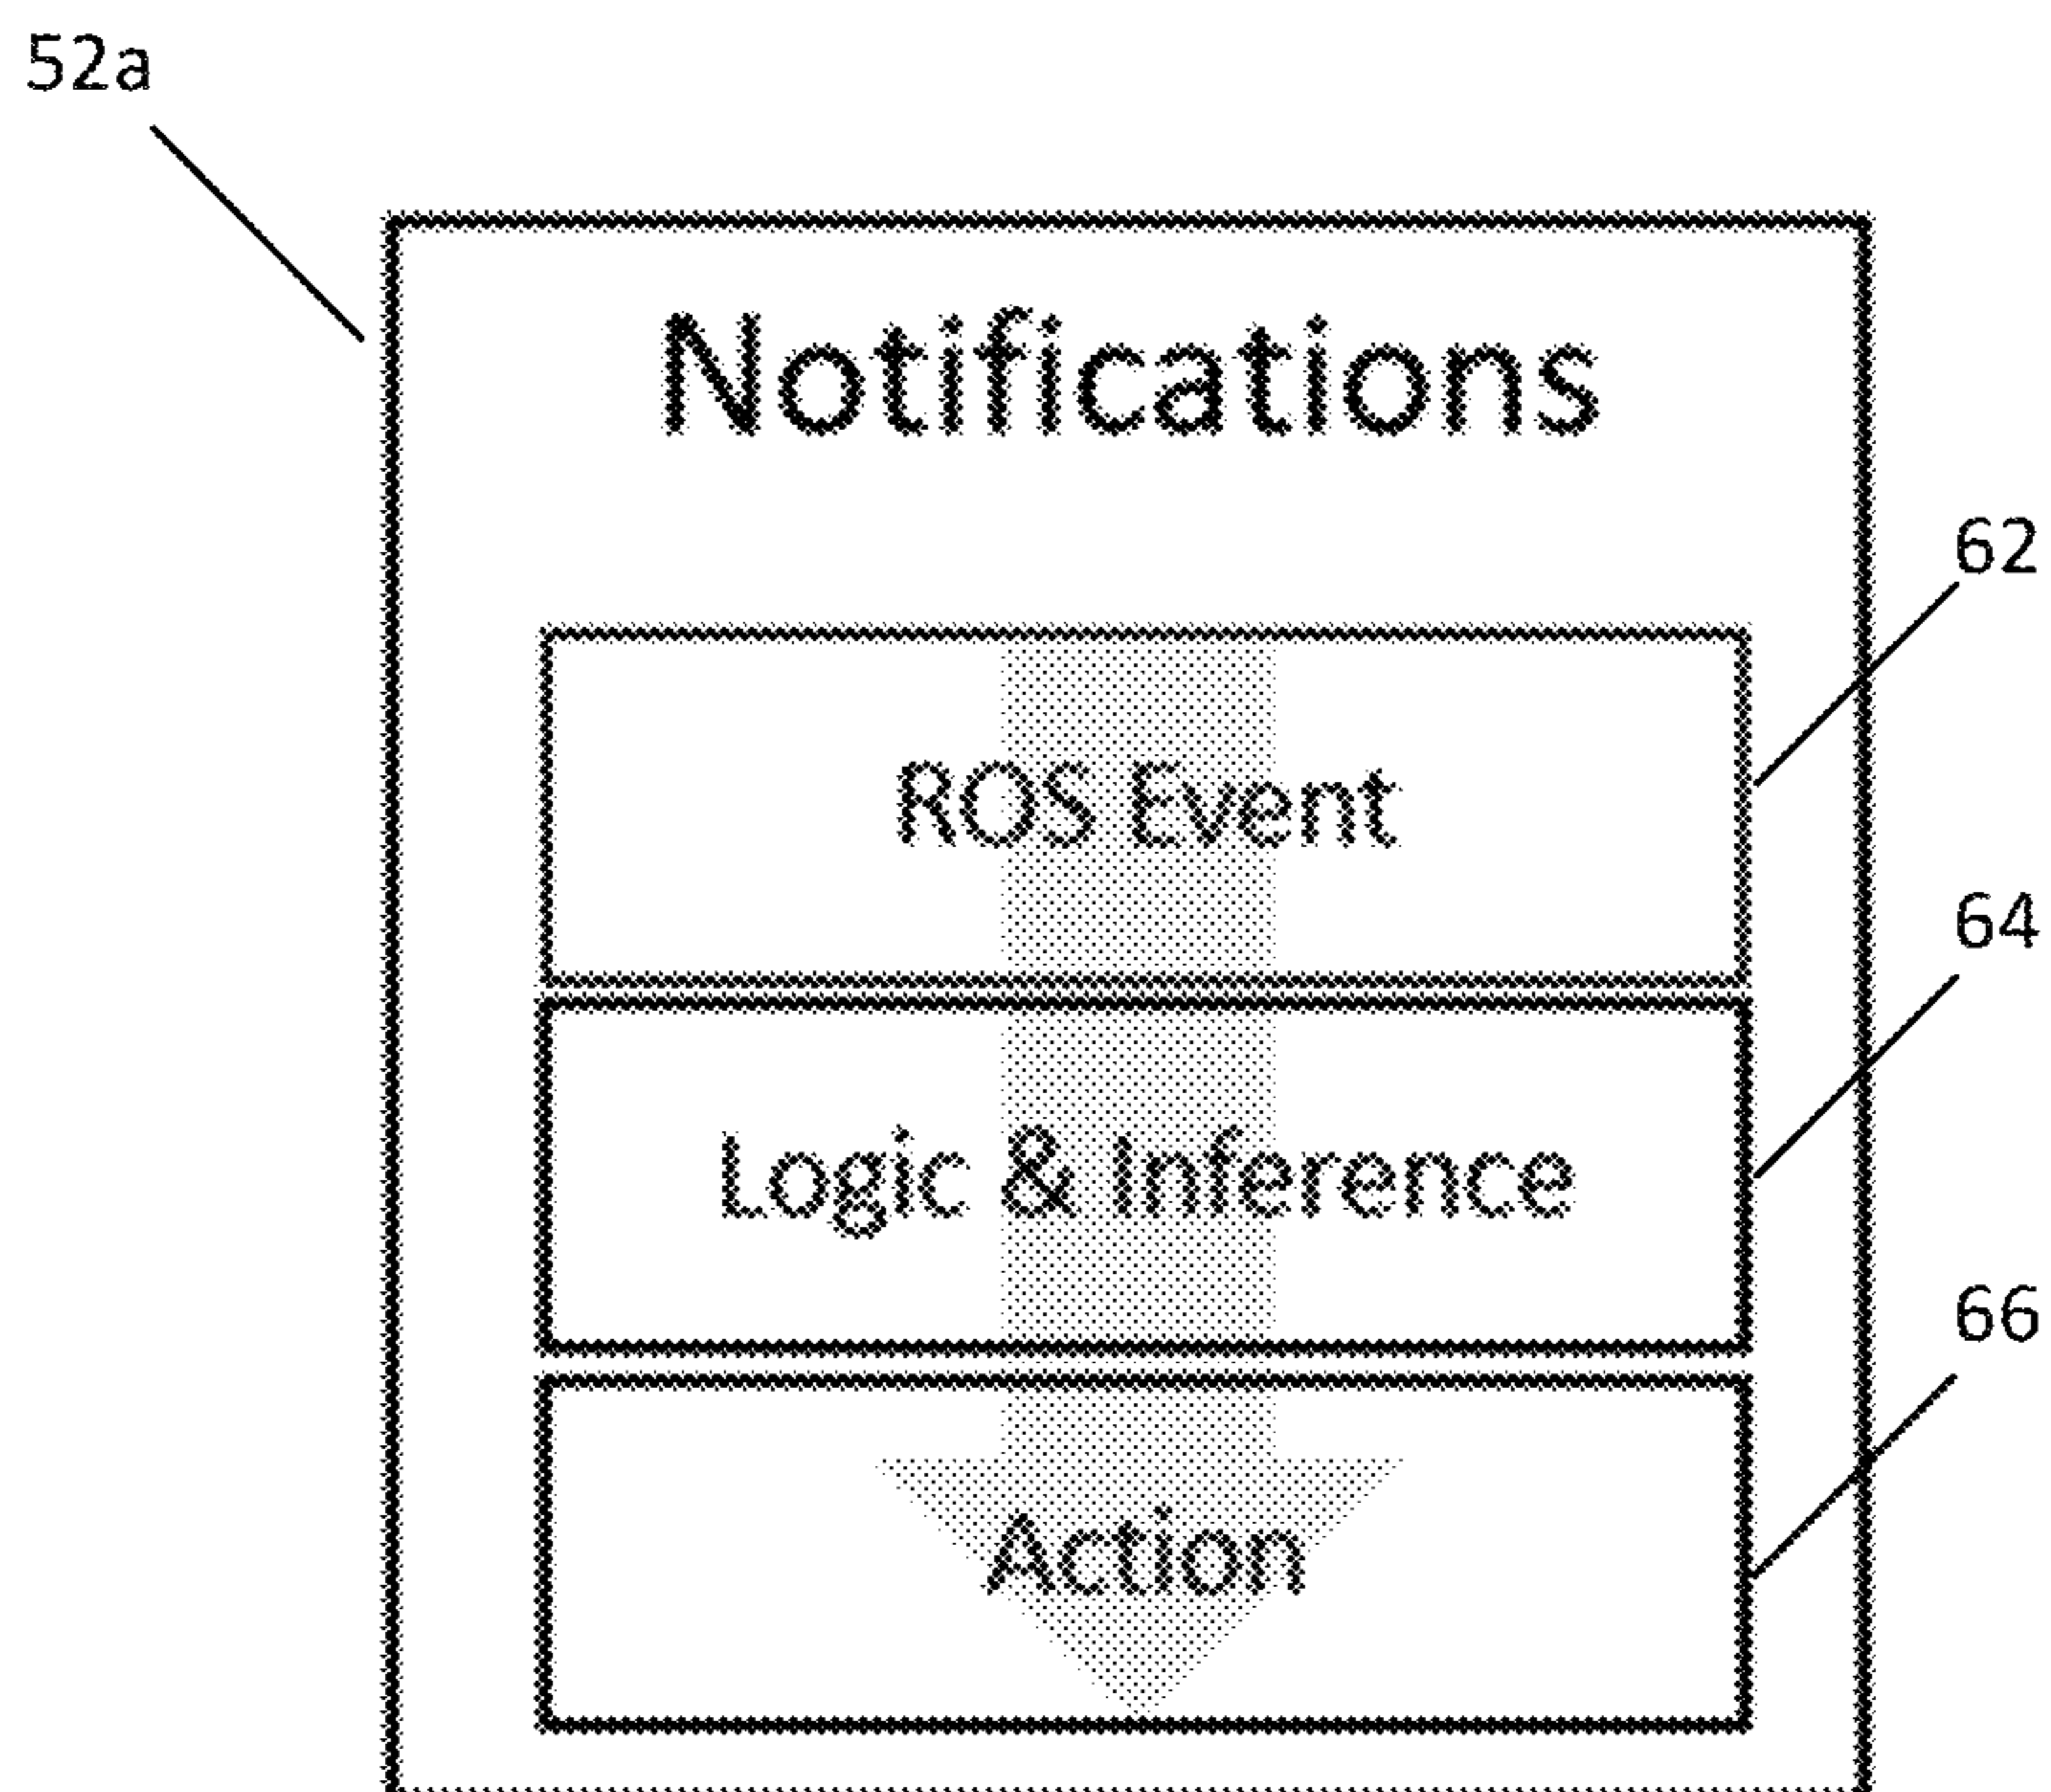 52a
Notifications
62
ROS Event
64
Logic & Inference
66
Action